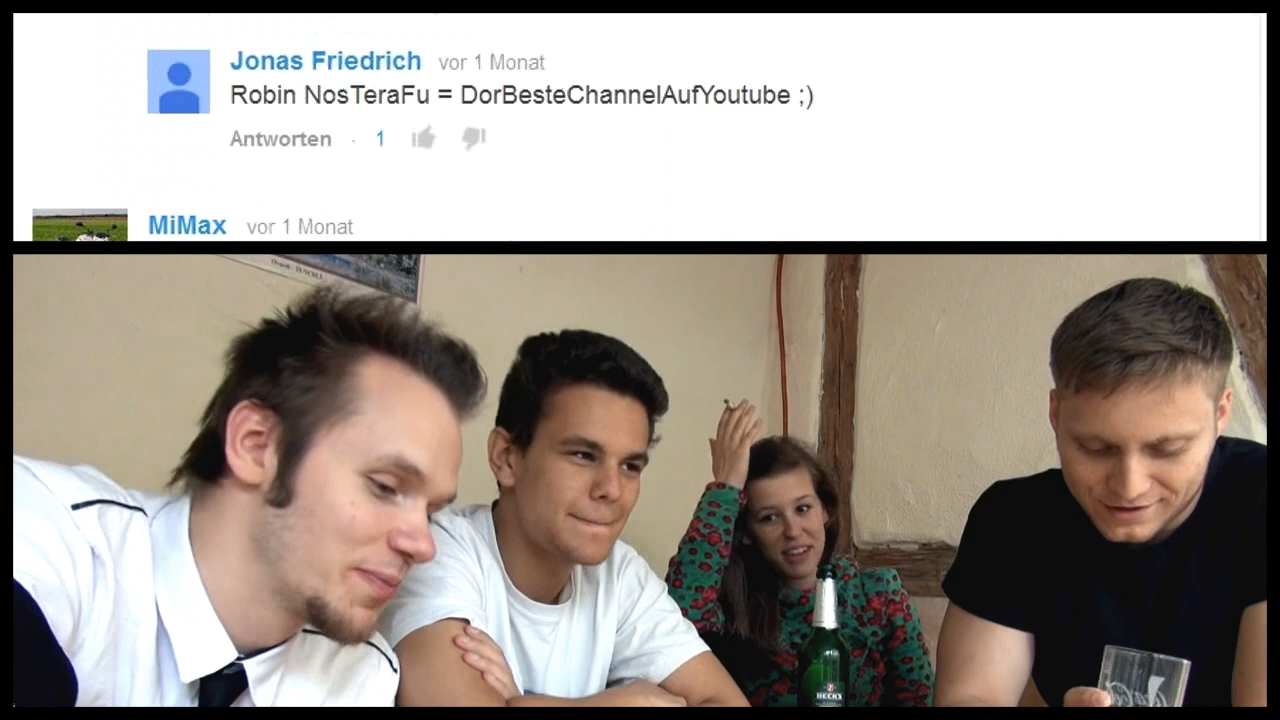 Jonas Friedrich vor 1 Monat
Robin NosTeraFu = DorBesteChannelAufYoutube ;)
Antworten · 1
MiMax vor 1 Monat
BECK'S